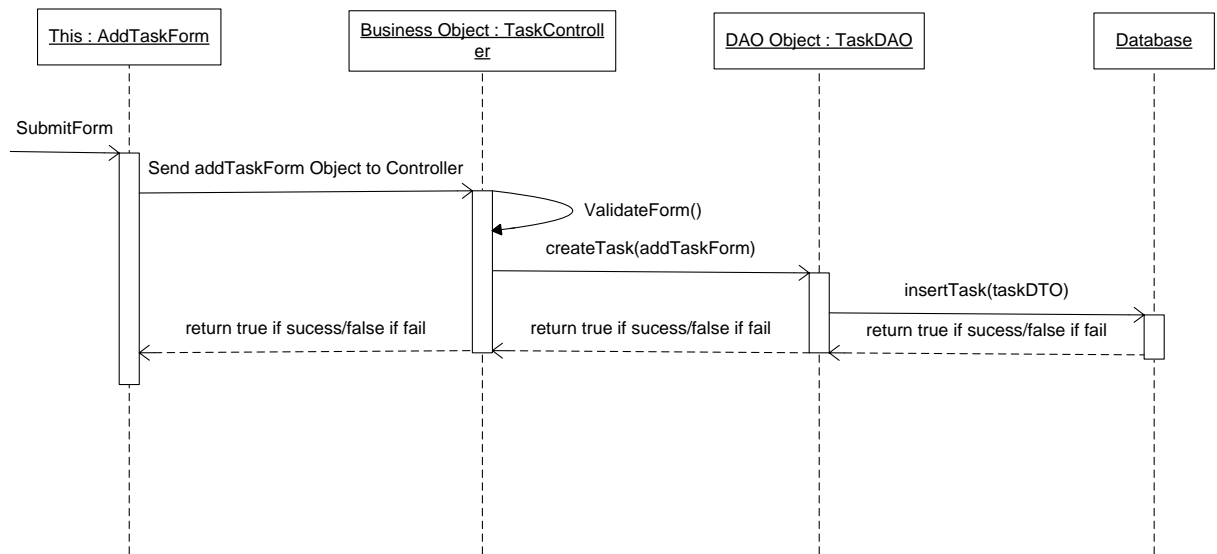 This : AddTaskForm
Business Object : TaskControll
er
DAO Object : TaskDAO
Database
SubmitForm
Send addTaskForm Object to Controller
ValidateForm()
createTask(addTaskForm)
insertTask(taskDTO)
return true if sucess/false if fail
return true if sucess/false if fail
return true if sucess/false if fail